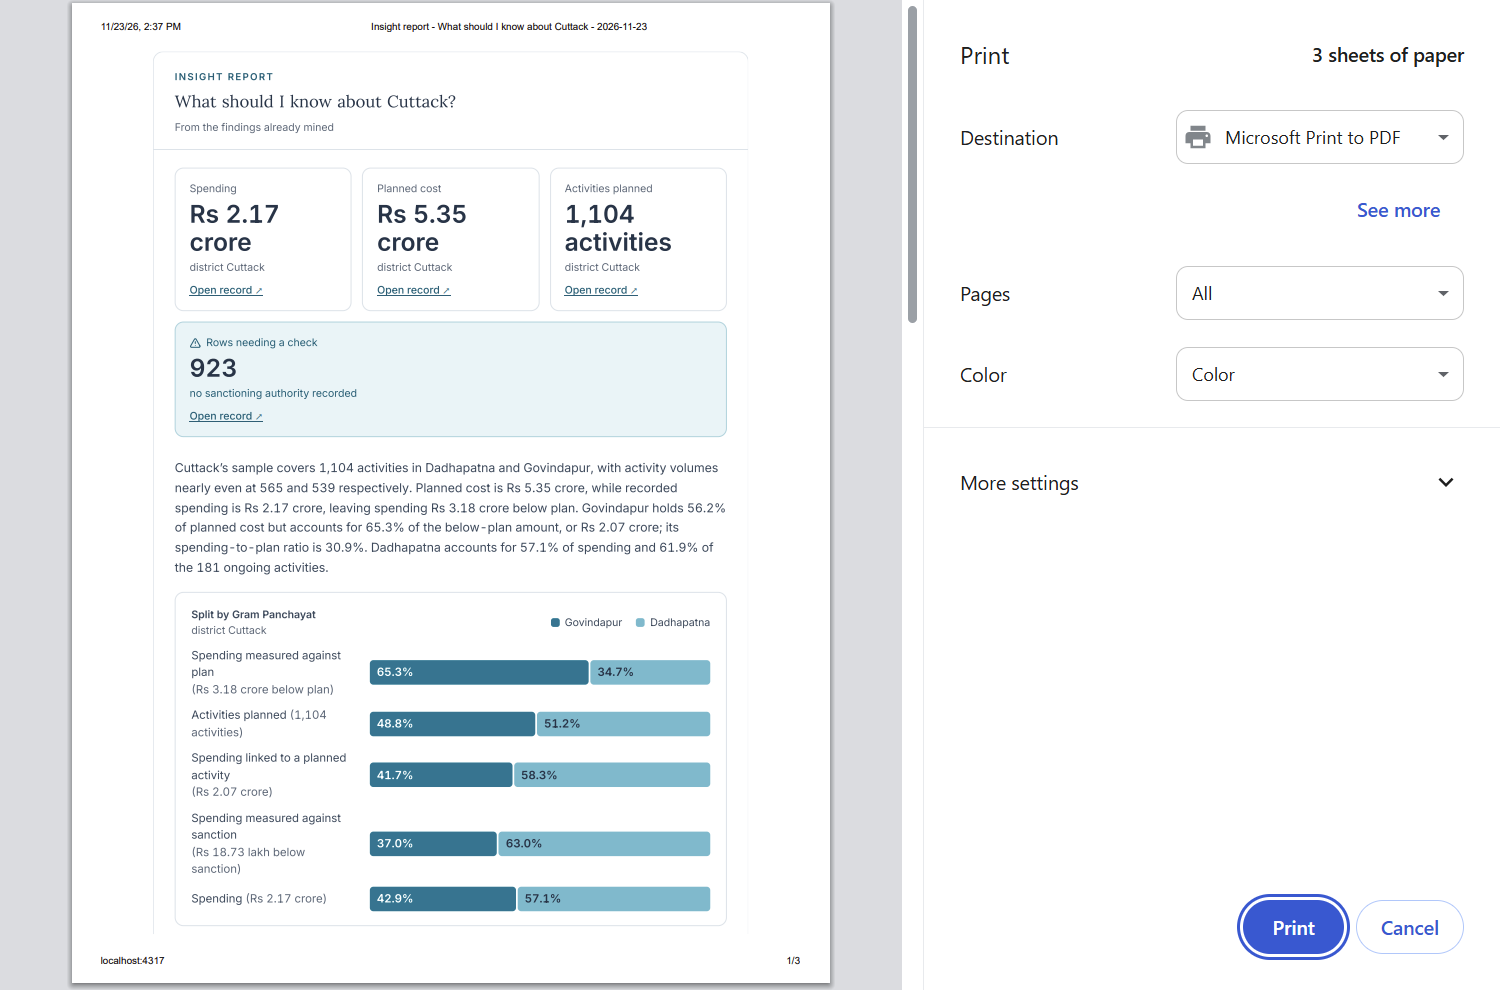 11/23/26, 2:37 PM
Insight report - What should I know about Cuttack - 2026-11-23
INSIGHT REPORT
What should I know about Cuttack?
From the findings already mined
Spending
Rs 2.17
crore
district Cuttack
Open record ↗
Planned cost
Rs 5.35
crore
district Cuttack
Open record ↗
Activities planned
1,104
activities
district Cuttack
Open record ↗
Rows needing a check
923
no sanctioning authority recorded
Open record ↗
Cuttack’s sample covers 1,104 activities in Dadhapatna and Govindapur, with activity volumes
nearly even at 565 and 539 respectively. Planned cost is Rs 5.35 crore, while recorded
spending is Rs 2.17 crore, leaving spending Rs 3.18 crore below plan. Govindapur holds 56.2%
of planned cost but accounts for 65.3% of the below-plan amount, or Rs 2.07 crore; its
spending-to-plan ratio is 30.9%. Dadhapatna accounts for 57.1% of spending and 61.9% of
the 181 ongoing activities.
Split by Gram Panchayat
district Cuttack
Govindapur
Dadhapatna
Spending measured against
plan
(Rs 3.18 crore below plan)
65.3%
34.7%
Activities planned (1,104
activities)
48.8%
51.2%
Spending linked to a planned
activity
(Rs 2.07 crore)
41.7%
58.3%
Spending measured against
sanction
(Rs 18.73 lakh below
sanction)
37.0%
63.0%
Spending (Rs 2.17 crore)
42.9%
57.1%
localhost:4317
1/3
Print
3 sheets of paper
Destination
Microsoft Print to PDF
See more
Pages
All
Color
Color
More settings
Print
Cancel